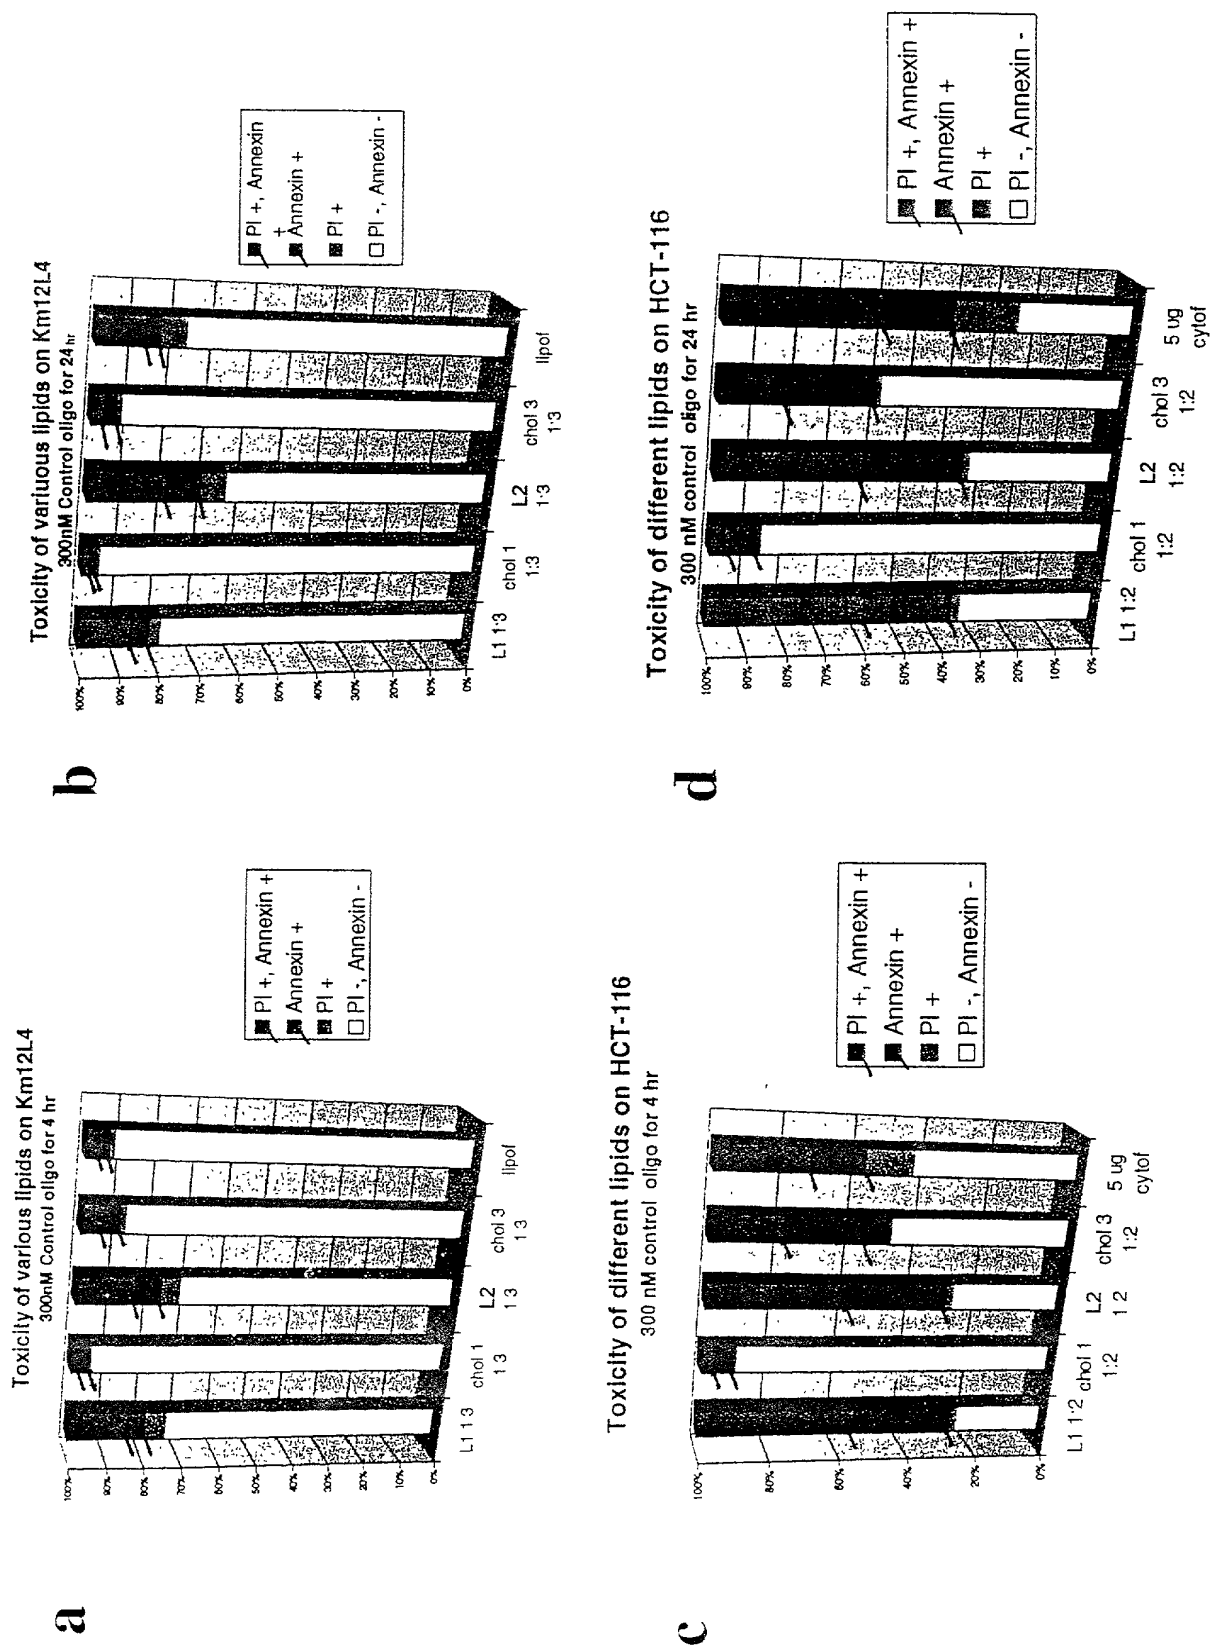 a
Toxicity of various lipids on Km12L4
300nM Control oligo for 4 hr
100%
90%
80%
70%
60%
50%
40%
30%
20%
10%
0%
L1 1 3
chol 1
1 3
L2
1 3
chol 3
1 3
lipof
PI +, Annexin +
Annexin +
PI +
PI -, Annexin -
b
Toxicity of variuous lipids on Km12L4
300nM Control oligo for 24 hr
100%
90%
80%
70%
60%
50%
40%
30%
20%
10%
0%
L1 1:3
chol 1
1:3
L2
1:3
chol 3
1:3
lipof
PI +, Annexin
+
Annexin +
PI +
PI -, Annexin -
c
Toxicity of different lipids on HCT-116
300 nM control oligo for 4 hr
100%
80%
60%
40%
20%
0%
L1 1:2
chol 1
1:2
L2
1 2
chol 3
1:2
5 ug
cytof
PI +, Annexin +
Annexin +
PI +
PI -, Annexin -
d
Toxicity of different lipids on HCT-116
300 nM control oligo for 24 hr
100%
90%
80%
70%
60%
50%
40%
30%
20%
10%
0%
L1 1:2
chol 1
1:2
L2
1:2
chol 3
1:2
5 ug
cytof
PI +, Annexin +
Annexin +
PI +
PI -, Annexin -